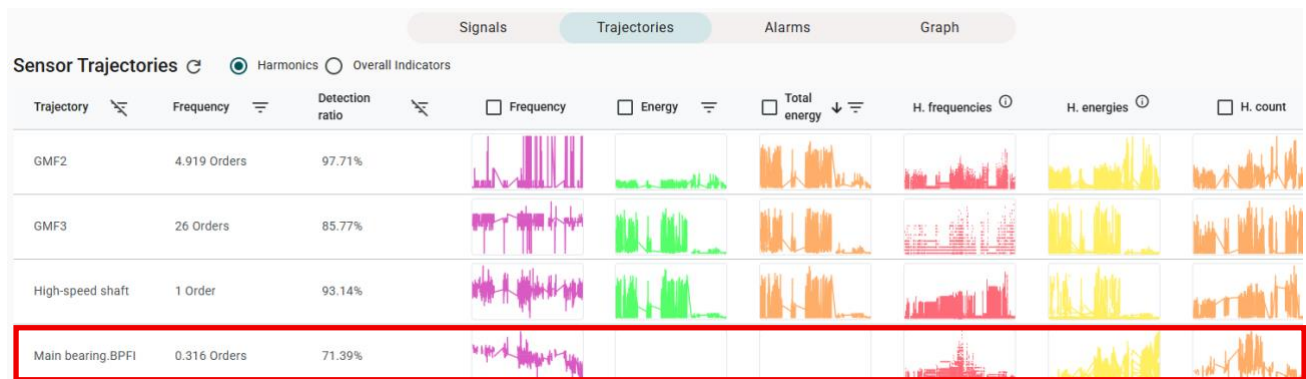 Signals Trajectories Alarms Graph
Sensor Trajectories Harmonics Overall Indicators
Trajectory Frequency Detection ratio Frequency Energy Total energy H. frequencies H. energies H. count
GMF2 4.919 Orders 97.71%
GMF3 26 Orders 85.77%
High-speed shaft 1 Order 93.14%
Main bearing.BPFI 0.316 Orders 71.39%